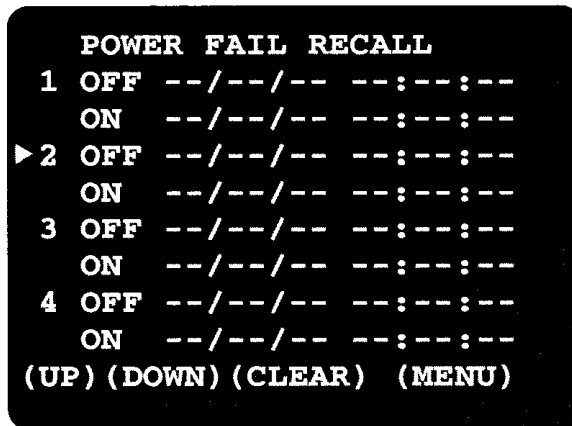 POWER FAIL RECALL
1 OFF --/--/-- --:--:--
ON --/--/-- --:--:--
▶2 OFF --/--/-- --:--:--
ON --/--/-- --:--:--
3 OFF --/--/-- --:--:--
ON --/--/-- --:--:--
4 OFF --/--/-- --:--:--
ON --/--/-- --:--:--
(UP)(DOWN)(CLEAR) (MENU)